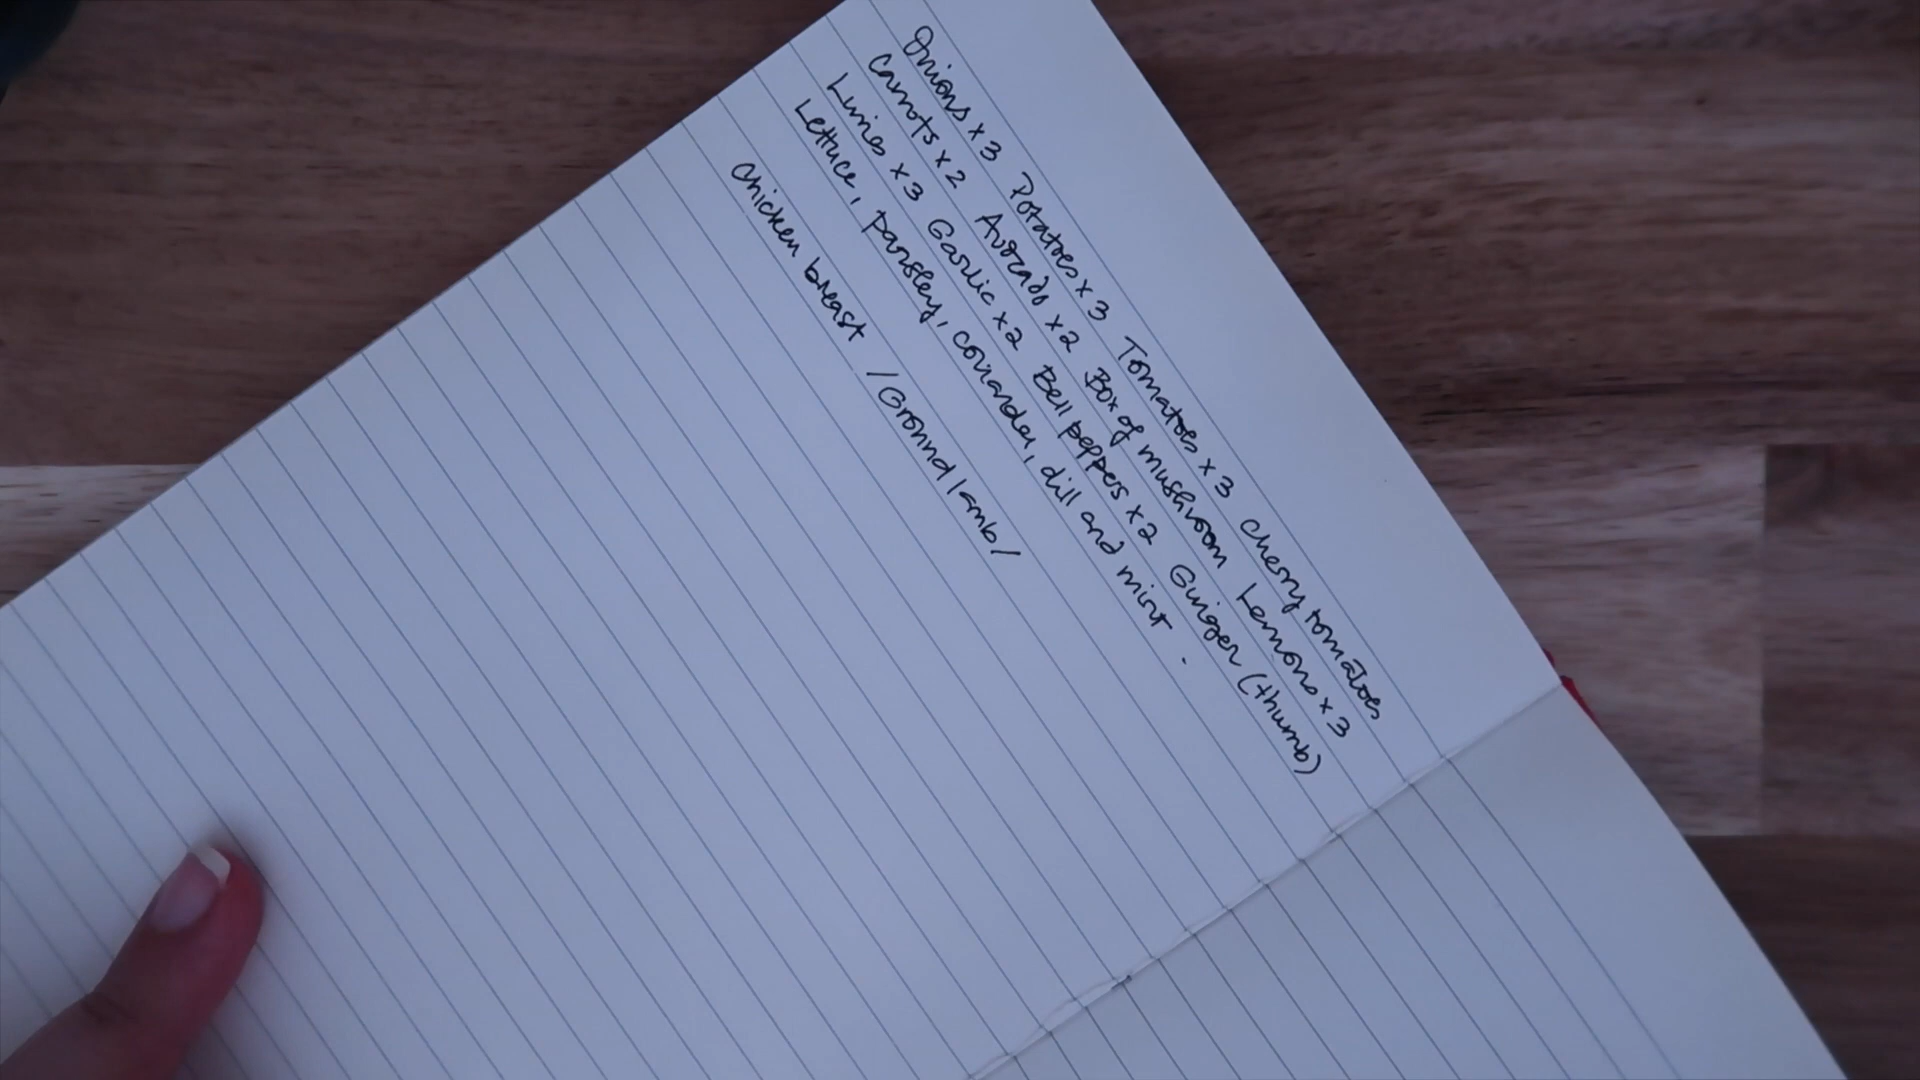 Onions x3 Potatoes x3 Tomatoes x3 Cherry tomatoes
Carrots x2 Avocado x2 Box of mushroom Lemons x3
Limes x3 Garlic x2 Bell peppers x2 Ginger (thumb)
Lettuce, parsley, coriander, dill and mint.
Chicken breast /Ground lamb/